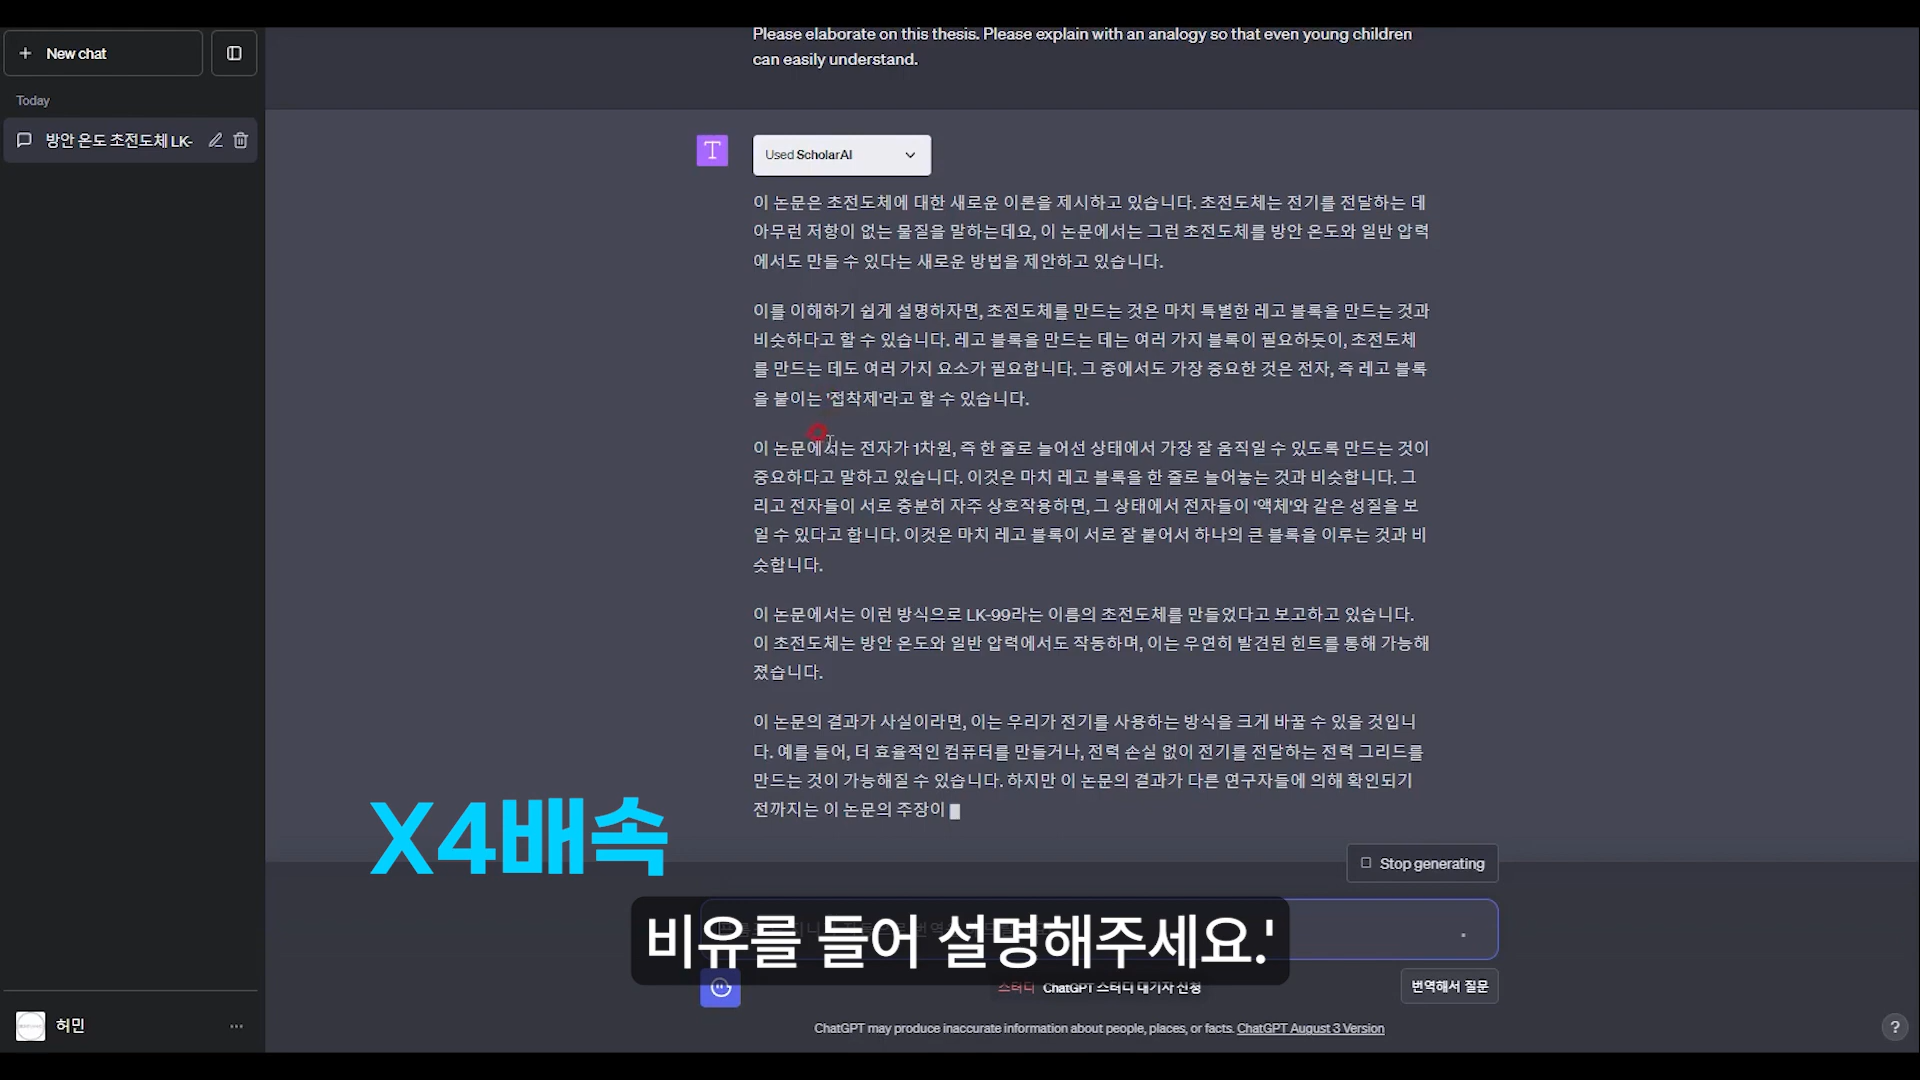 Please elaborate on this thesis. Please explain with an analogy so that even young children
can easily understand.
New chat
Today
방안 온도 초전도체 LK-
T
Used ScholarAI
이 논문은 초전도체에 대한 새로운 이론을 제시하고 있습니다. 초전도체는 전기를 전달하는 데
아무런 저항이 없는 물질을 말하는데요, 이 논문에서는 그런 초전도체를 방안 온도와 일반 압력
에서도 만들 수 있다는 새로운 방법을 제안하고 있습니다.
이를 이해하기 쉽게 설명하자면, 초전도체를 만드는 것은 마치 특별한 레고 블록을 만드는 것과
비슷하다고 할 수 있습니다. 레고 블록을 만드는 데는 여러 가지 블록이 필요하듯이, 초전도체
를 만드는 데도 여러 가지 요소가 필요합니다. 그 중에서도 가장 중요한 것은 전자, 즉 레고 블록
을 붙이는 '접착제'라고 할 수 있습니다.
이 논문에서는 전자가 1차원, 즉 한 줄로 늘어선 상태에서 가장 잘 움직일 수 있도록 만드는 것이
중요하다고 말하고 있습니다. 이것은 마치 레고 블록을 한 줄로 늘어놓는 것과 비슷합니다. 그
리고 전자들이 서로 충분히 자주 상호작용하면, 그 상태에서 전자들이 '액체'와 같은 성질을 보
일 수 있다고 합니다. 이것은 마치 레고 블록이 서로 잘 붙어서 하나의 큰 블록을 이루는 것과 비
슷합니다.
이 논문에서는 이런 방식으로 LK-99라는 이름의 초전도체를 만들었다고 보고하고 있습니다.
이 초전도체는 방안 온도와 일반 압력에서도 작동하며, 이는 우연히 발견된 힌트를 통해 가능해
졌습니다.
이 논문의 결과가 사실이라면, 이는 우리가 전기를 사용하는 방식을 크게 바꿀 수 있을 것입니
다. 예를 들어, 더 효율적인 컴퓨터를 만들거나, 전력 손실 없이 전기를 전달하는 전력 그리드를
만드는 것이 가능해질 수 있습니다. 하지만 이 논문의 결과가 다른 연구자들에 의해 확인되기
전까지는 이 논문의 주장이
X4배속
Stop generating
비유를 들어 설명해주세요.'
스터디 ChatGPT 스터디 대기자 신청
번역해서 질문
허민
ChatGPT may produce inaccurate information about people, places, or facts. ChatGPT August 3 Version
?